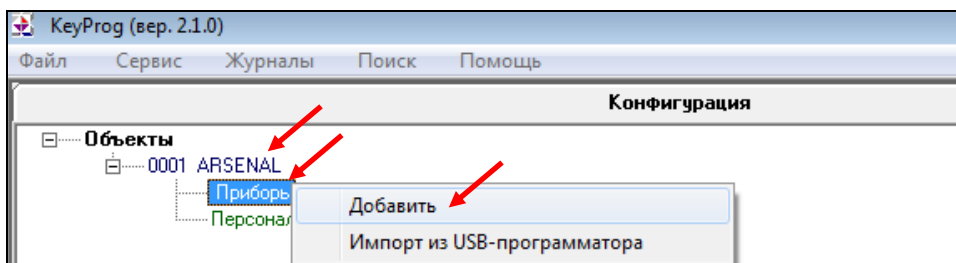 KeyProg (вер. 2.1.0)
Файл Сервис Журналы Поиск Помощь
Конфигурация
Объекты
0001 ARSENAL
Приборы
Добавить
Персонал
Импорт из USB-программатора